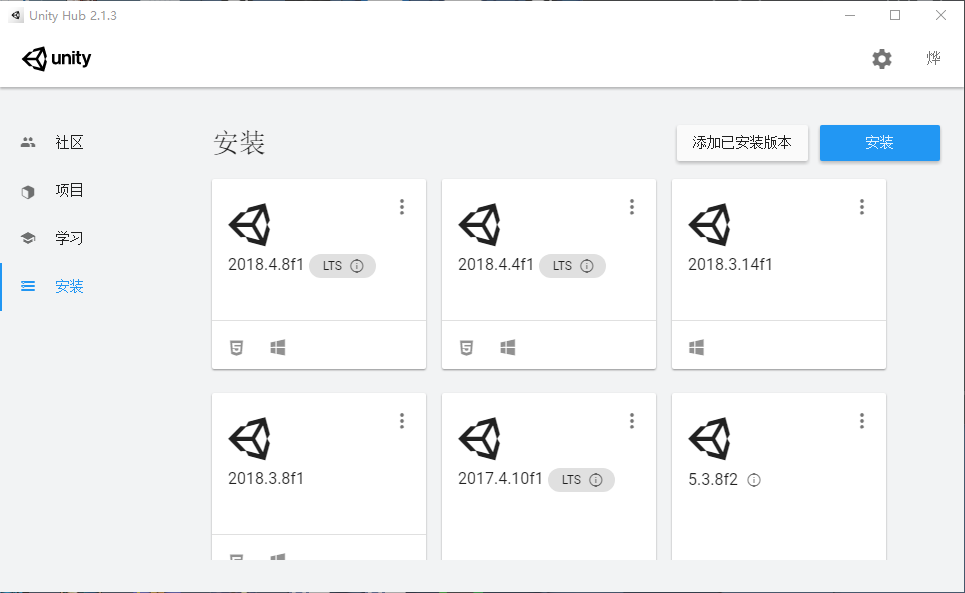 Unity Hub 2.1.3
unity
烨
社区
项目
学习
安装
安装
添加已安装版本
安装
2018.4.8f1 LTS
2018.4.4f1 LTS
2018.3.14f1
2018.3.8f1
2017.4.10f1 LTS
5.3.8f2